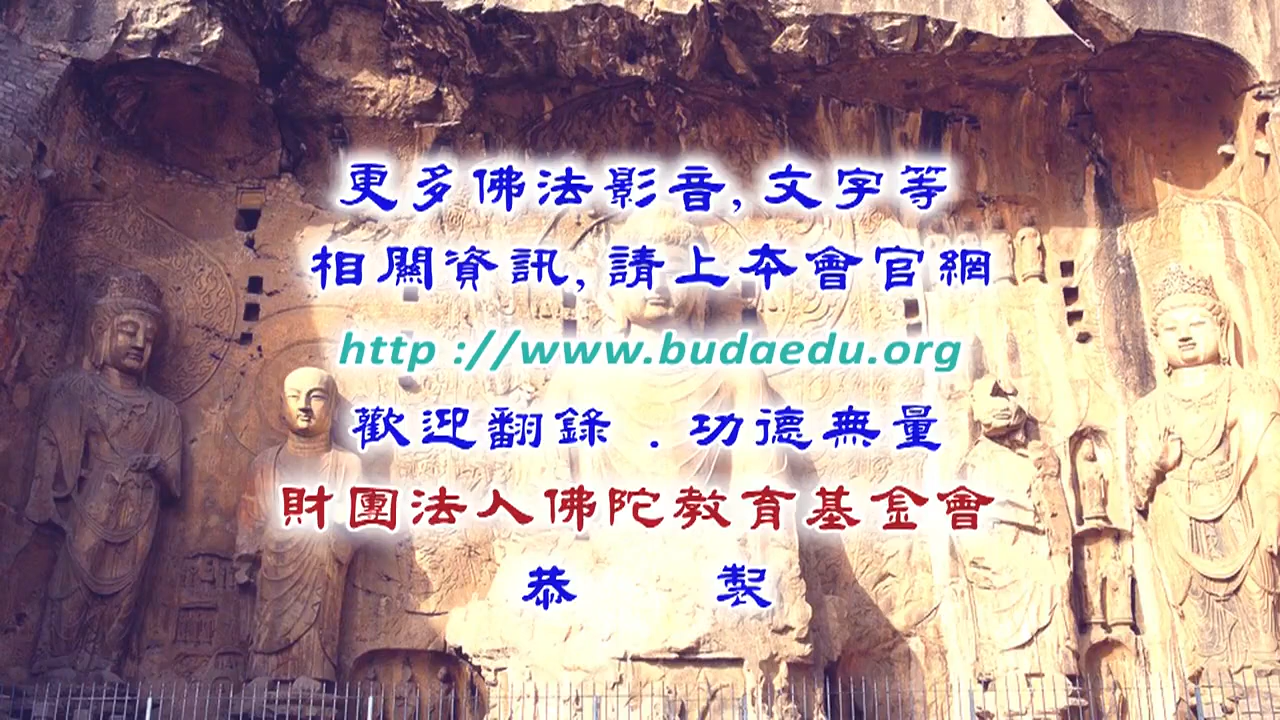 更多佛法影音,文字等
相關資訊,請上本會官網
http ://www.budaedu.org
歡迎翻錄 . 功德無量
財團法人佛陀教育基金會
恭 製